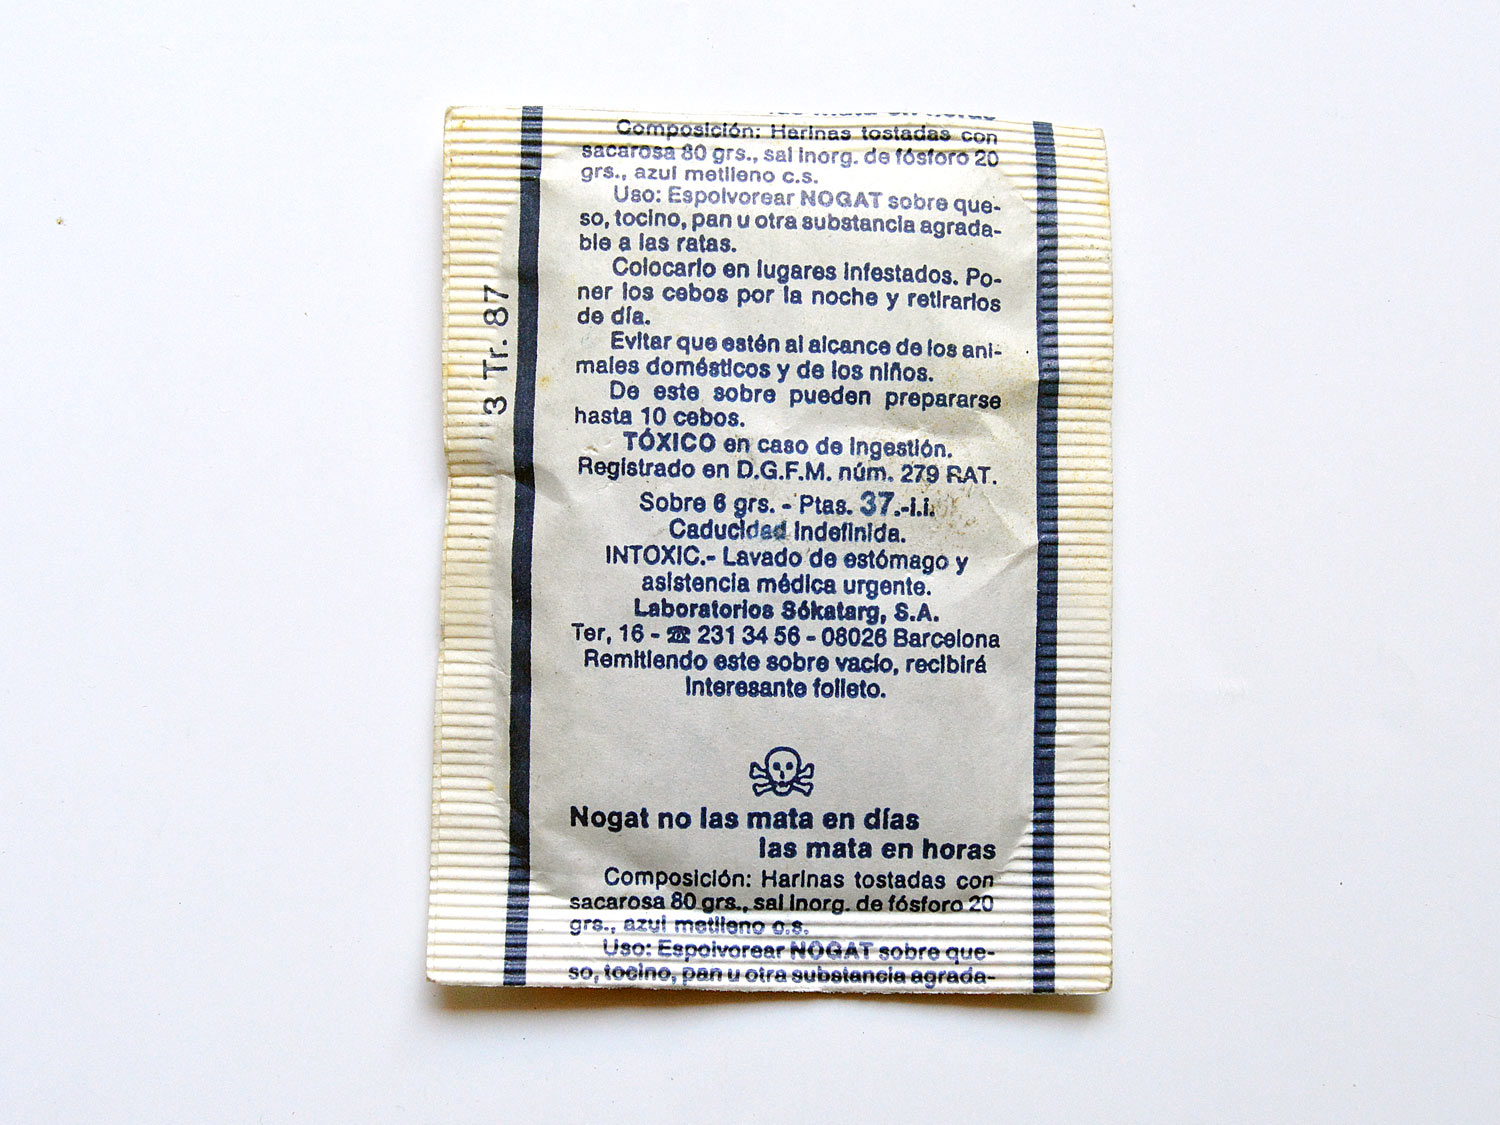 las mata en horas
Composición: Harinas tostadas con
sacarosa 80 grs., sal inorg. de fósforo 20
grs., azul metileno c.s.
Uso: Espolvorear NOGAT sobre que-
so, tocino, pan u otra substancia agrada-
ble a las ratas.
Colocarlo en lugares infestados. Po-
ner los cebos por la noche y retirarlos
de día.
Evitar que estén al alcance de los ani-
males domésticos y de los niños.
De este sobre pueden prepararse
hasta 10 cebos.
TÓXICO en caso de ingestión.
Registrado en D.G.F.M. núm. 279 RAT.
Sobre 6 grs. - Ptas. 37.-i.i.
Caducidad indefinida.
INTOXIC.- Lavado de estómago y
asistencia médica urgente.
Laboratorios Sókatarg, S.A.
Ter, 16 - ☎ 231 34 56 - 08026 Barcelona
Remitiendo este sobre vacío, recibirá
interesante folleto.
Nogat no las mata en días
las mata en horas
Composición: Harinas tostadas con
sacarosa 80 grs., sal inorg. de fósforo 20
grs., azul metileno c.s.
Uso: Espolvorear NOGAT sobre que-
so, tocino, pan u otra substancia agrada-
3 Tr. 87